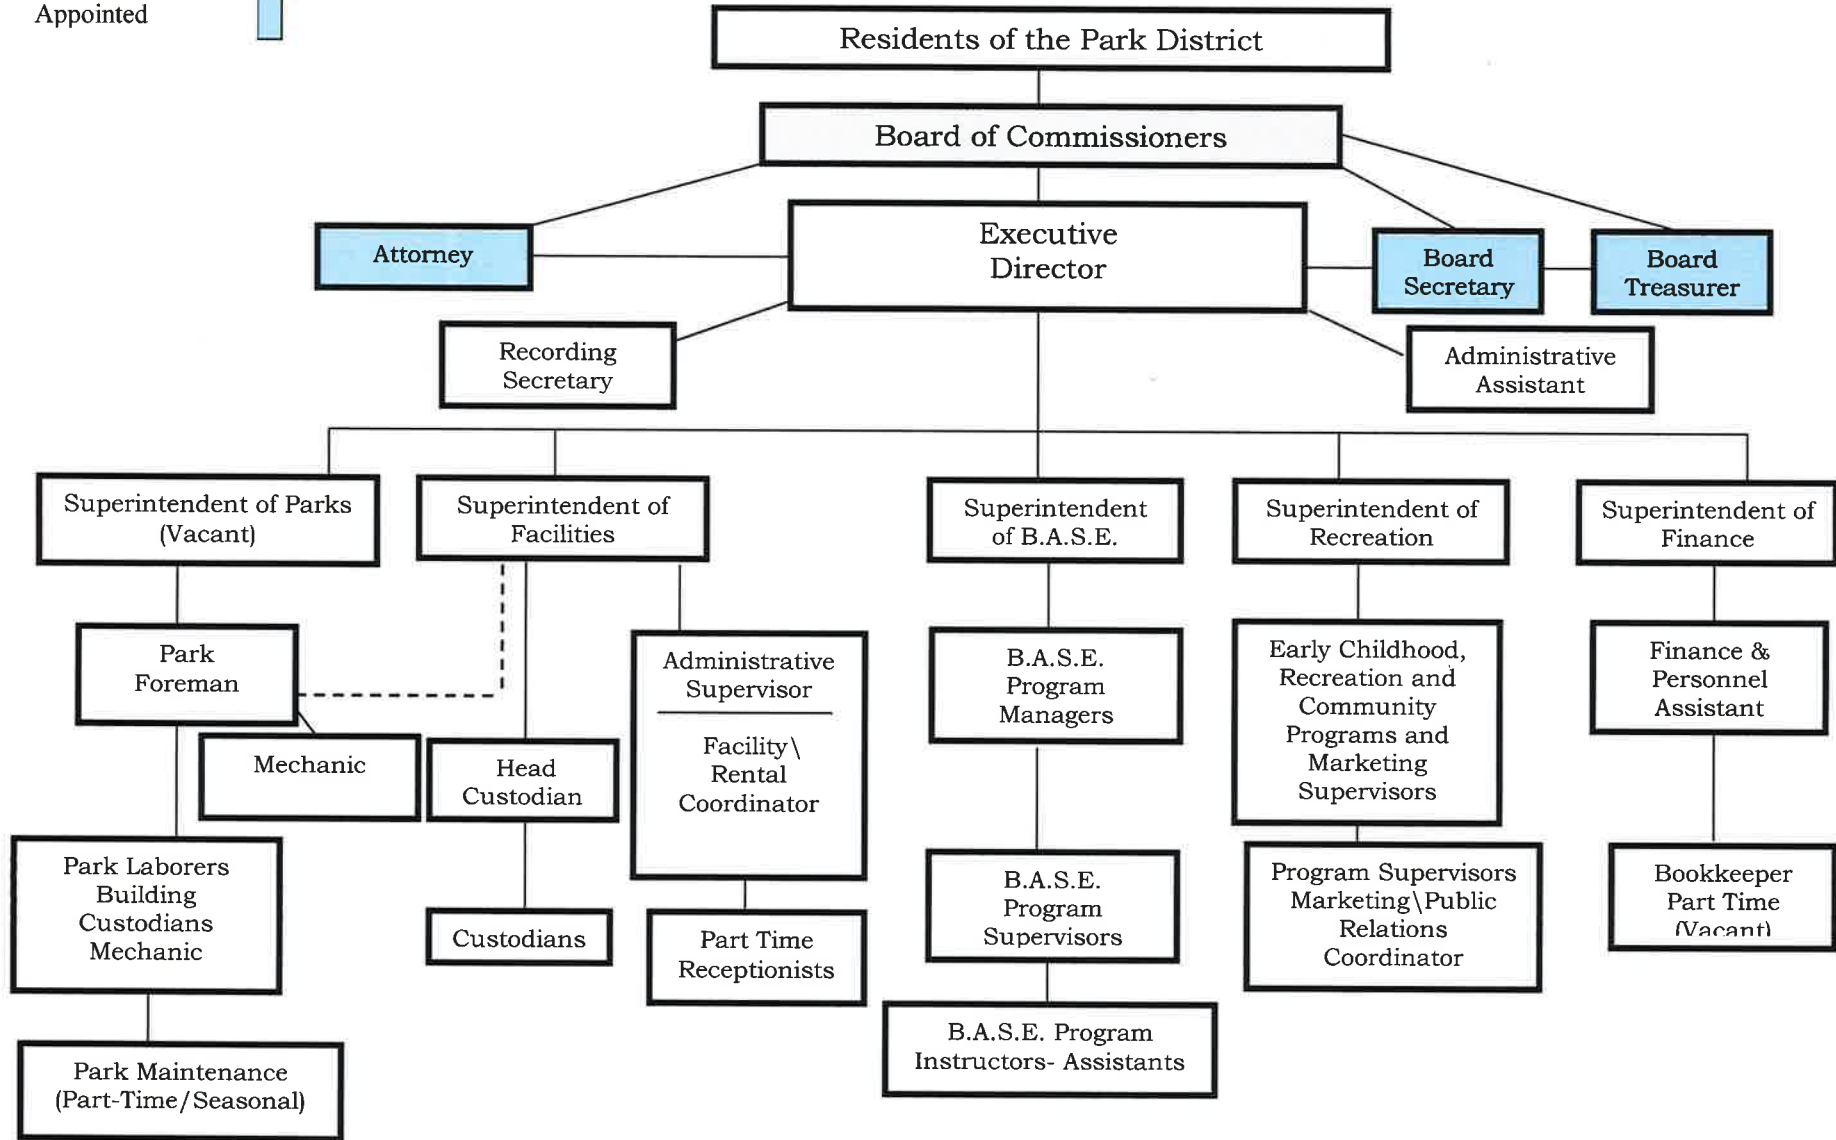 Appointed
Residents of the Park District
Board of Commissioners
Executive
Director
Attorney
Board
Secretary
Board
Treasurer
Recording
Secretary
Administrative
Assistant
Superintendent of Parks
(Vacant)
Superintendent of
Facilities
Superintendent
of B.A.S.E.
Superintendent of
Recreation
Superintendent of
Finance
Park
Foreman
Mechanic
Head
Custodian
Administrative
Supervisor
Facility\
Rental
Coordinator
B.A.S.E.
Program
Managers
Early Childhood,
Recreation and
Community
Programs and
Marketing
Supervisors
Finance &
Personnel
Assistant
Park Laborers
Building
Custodians
Mechanic
Custodians
Part Time
Receptionists
B.A.S.E.
Program
Supervisors
Program Supervisors
Marketing\Public
Relations
Coordinator
Bookkeeper
Part Time
(Vacant)
B.A.S.E. Program
Instructors- Assistants
Park Maintenance
(Part-Time/Seasonal)